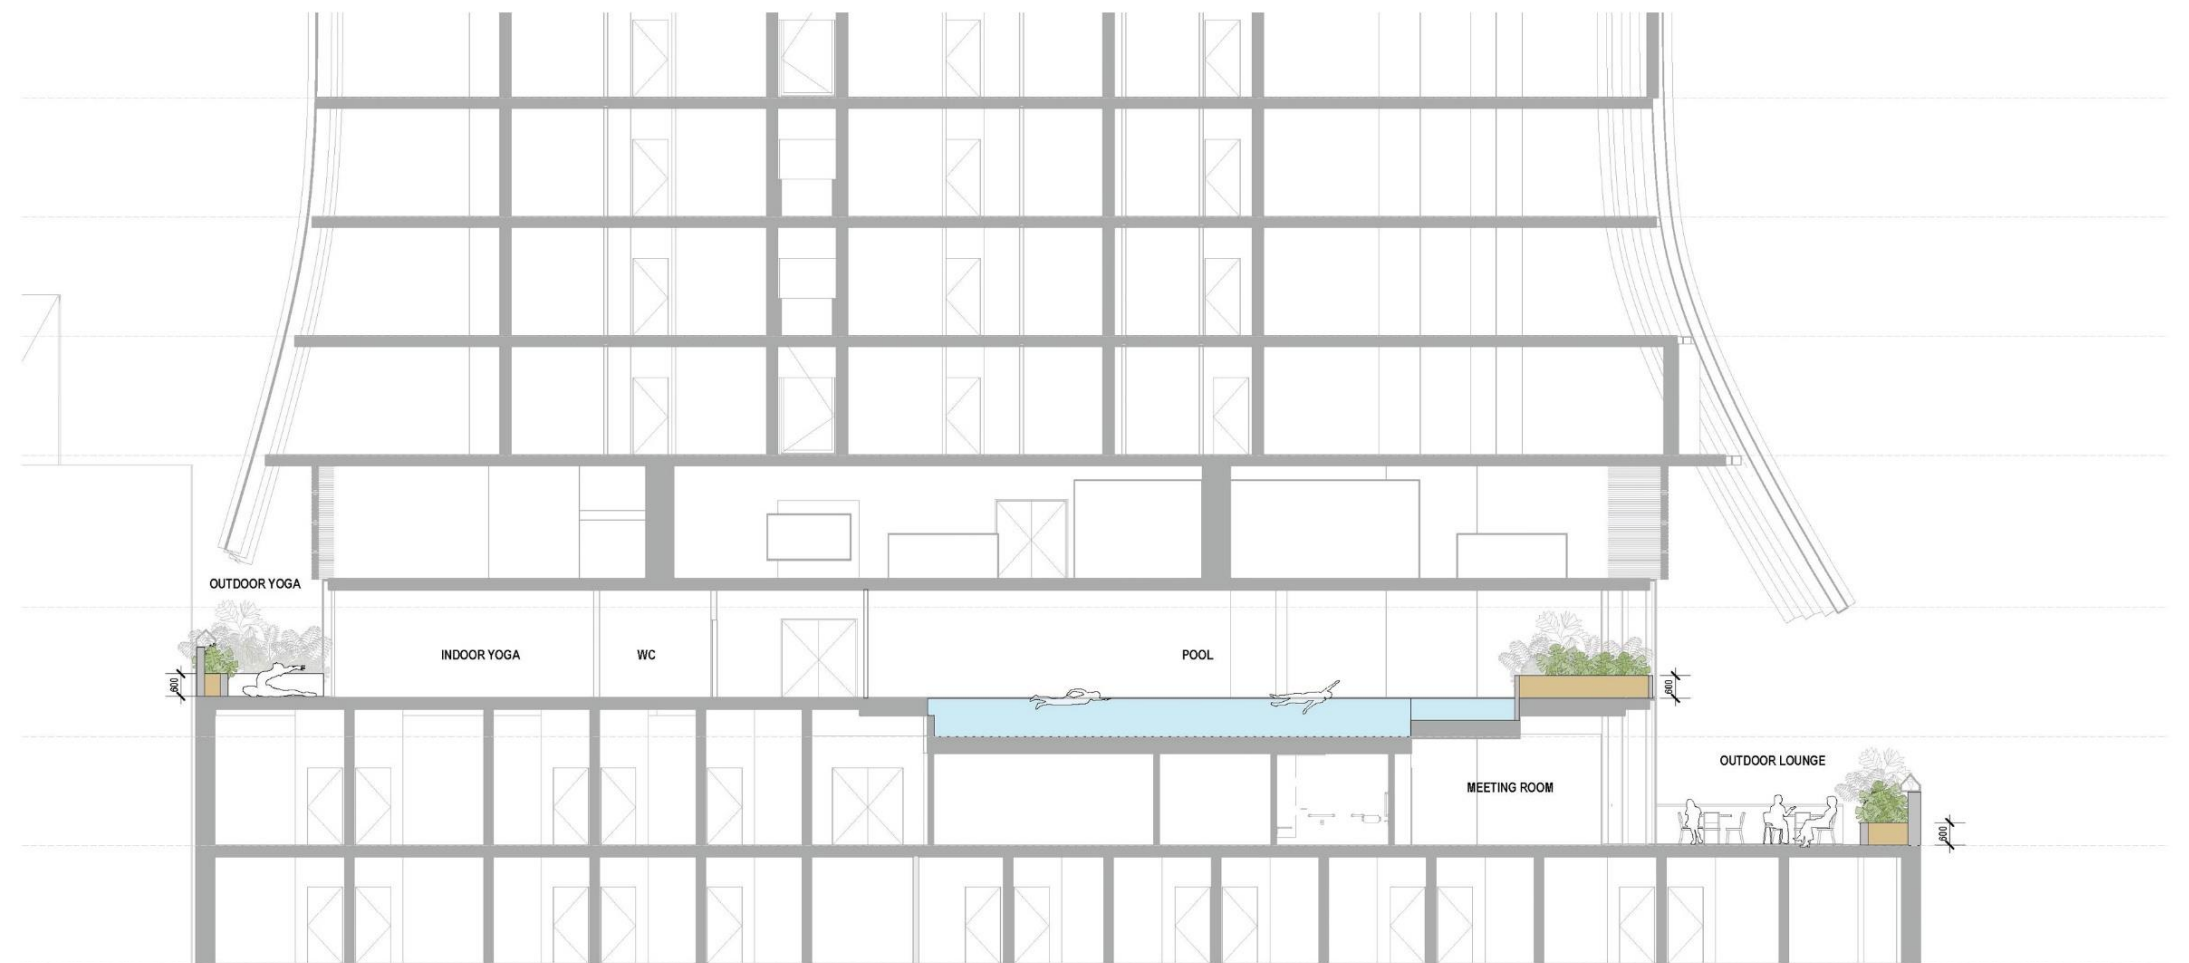 OUTDOOR YOGA
INDOOR YOGA
WC
POOL
600
600
OUTDOOR LOUNGE
MEETING ROOM
600